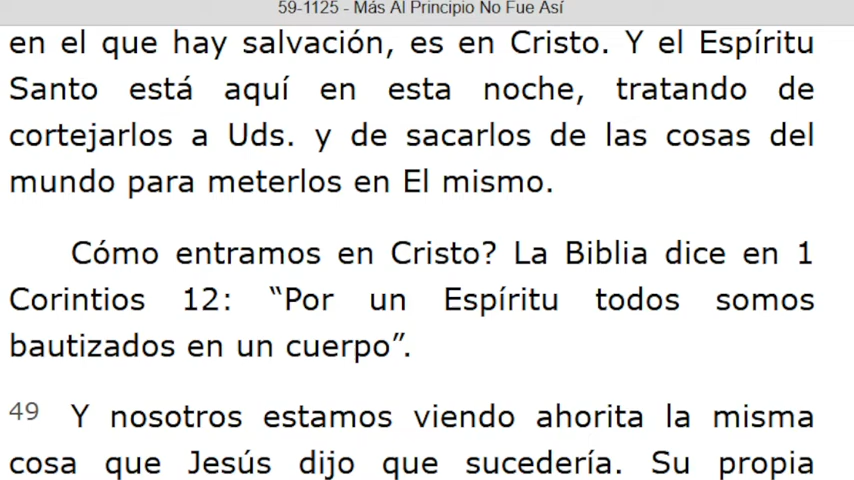 59-1125 - Más Al Principio No Fue Así
en el que hay salvación, es en Cristo. Y el Espíritu
Santo está aquí en esta noche, tratando de
cortejarlos a Uds. y de sacarlos de las cosas del
mundo para meterlos en El mismo.
Cómo entramos en Cristo? La Biblia dice en 1
Corintios 12: “Por un Espíritu todos somos
bautizados en un cuerpo”.
49 Y nosotros estamos viendo ahorita la misma
cosa que Jesús dijo que sucedería. Su propia